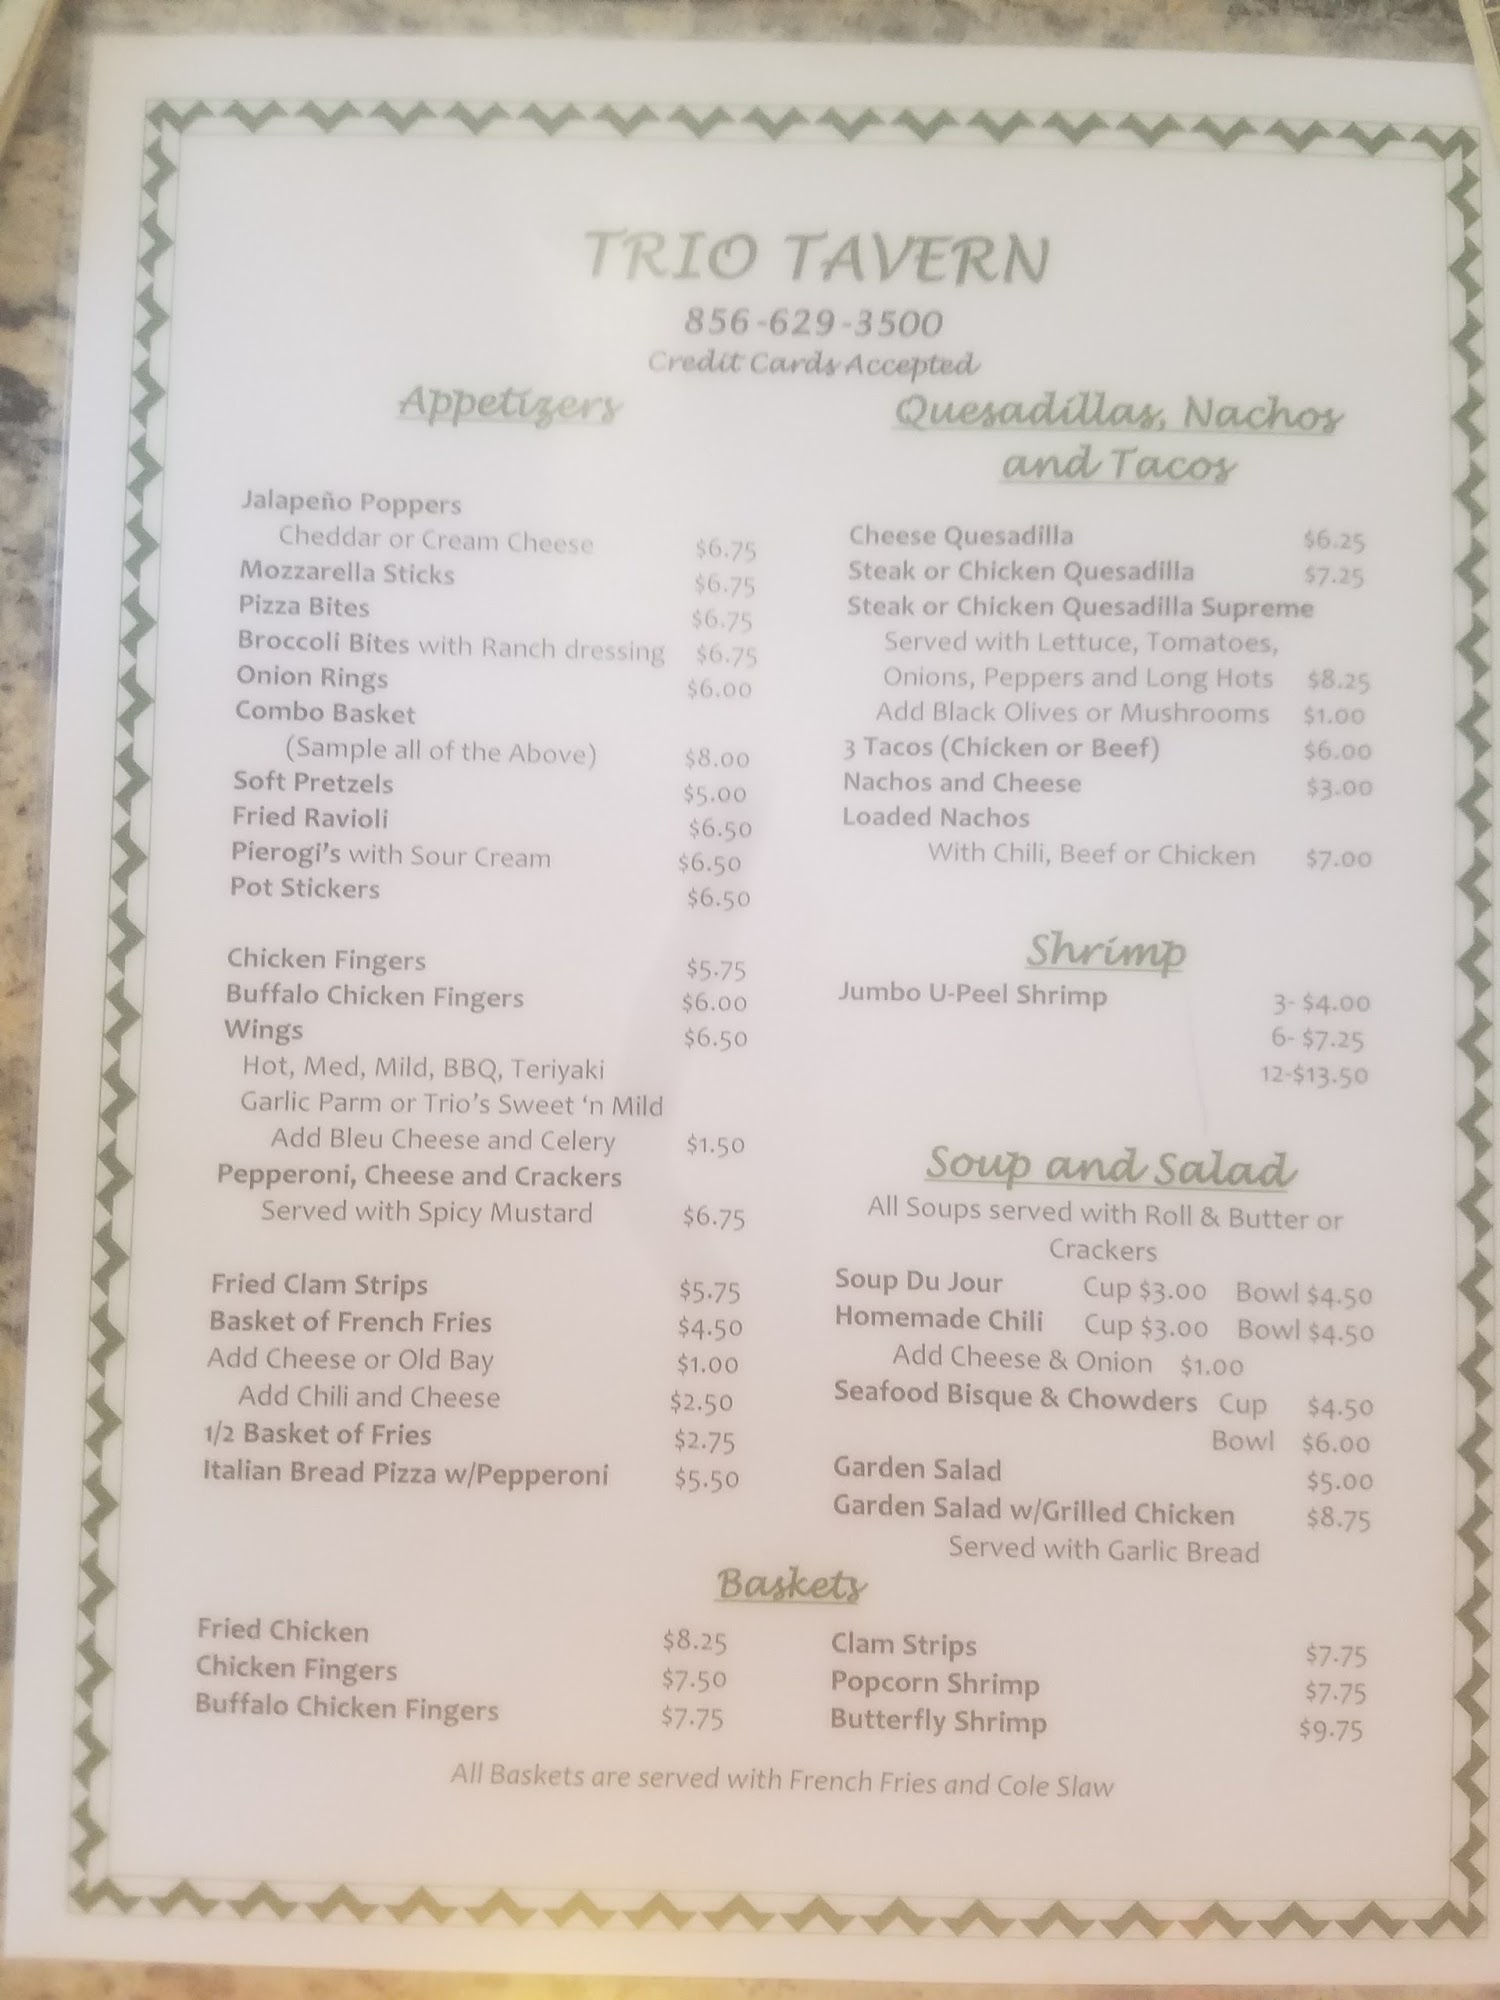 TRIO TAVERN
856-629-3500
Credit Cards Accepted
Appetizers
Jalapeño Poppers
Cheddar or Cream Cheese $6.75
Mozzarella Sticks $6.75
Pizza Bites $6.75
Broccoli Bites with Ranch dressing $6.75
Onion Rings $6.00
Combo Basket
(Sample all of the Above) $8.00
Soft Pretzels $5.00
Fried Ravioli $6.50
Pierogi's with Sour Cream $6.50
Pot Stickers $6.50
Chicken Fingers $5.75
Buffalo Chicken Fingers $6.00
Wings $6.50
Hot, Med, Mild, BBQ, Teriyaki
Garlic Parm or Trio's Sweet 'n Mild
Add Bleu Cheese and Celery $1.50
Pepperoni, Cheese and Crackers
Served with Spicy Mustard $6.75
Fried Clam Strips $5.75
Basket of French Fries $4.50
Add Cheese or Old Bay $1.00
Add Chili and Cheese $2.50
1/2 Basket of Fries $2.75
Italian Bread Pizza w/Pepperoni $5.50
Quesadillas, Nachos
and Tacos
Cheese Quesadilla $6.25
Steak or Chicken Quesadilla $7.25
Steak or Chicken Quesadilla Supreme
Served with Lettuce, Tomatoes,
Onions, Peppers and Long Hots $8.25
Add Black Olives or Mushrooms $1.00
3 Tacos (Chicken or Beef) $6.00
Nachos and Cheese $3.00
Loaded Nachos
With Chili, Beef or Chicken $7.00
Shrimp
Jumbo U-Peel Shrimp 3- $4.00
6- $7.25
12-$13.50
Soup and Salad
All Soups served with Roll & Butter or
Crackers
Soup Du Jour Cup $3.00 Bowl $4.50
Homemade Chili Cup $3.00 Bowl $4.50
Add Cheese & Onion $1.00
Seafood Bisque & Chowders Cup $4.50
Bowl $6.00
Garden Salad $5.00
Garden Salad w/Grilled Chicken $8.75
Served with Garlic Bread
Baskets
Fried Chicken $8.25
Chicken Fingers $7.50
Buffalo Chicken Fingers $7.75
Clam Strips $7.75
Popcorn Shrimp $7.75
Butterfly Shrimp $9.75
All Baskets are served with French Fries and Cole Slaw